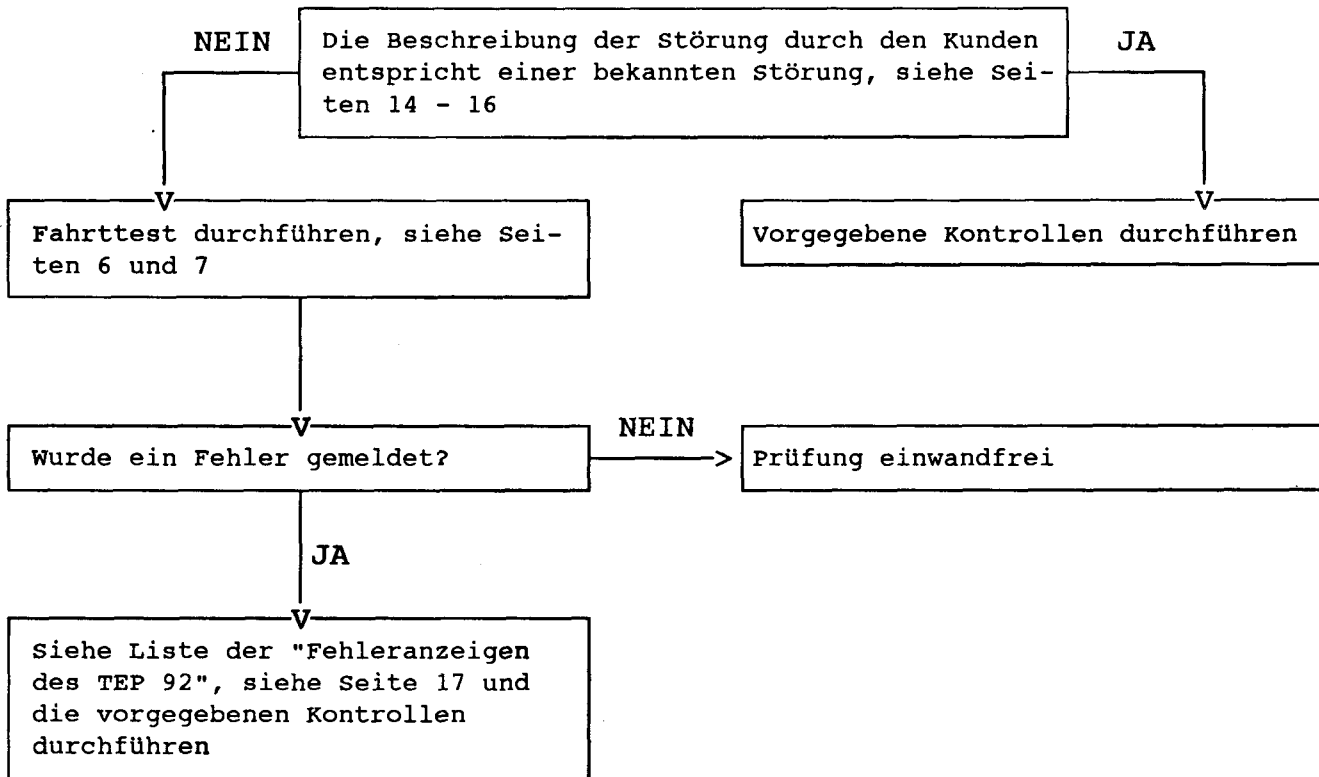 NEIN
Die Beschreibung der Störung durch den Kunden
entspricht einer bekannten Störung, siehe Sei-
ten 14 - 16
JA
V
V
Fahrttest durchführen, siehe Sei-
ten 6 und 7
Vorgegebene Kontrollen durchführen
V
Wurde ein Fehler gemeldet?
NEIN
>
Prüfung einwandfrei
JA
V
Siehe Liste der "Fehleranzeigen
des TEP 92", siehe Seite 17 und
die vorgegebenen Kontrollen
durchführen